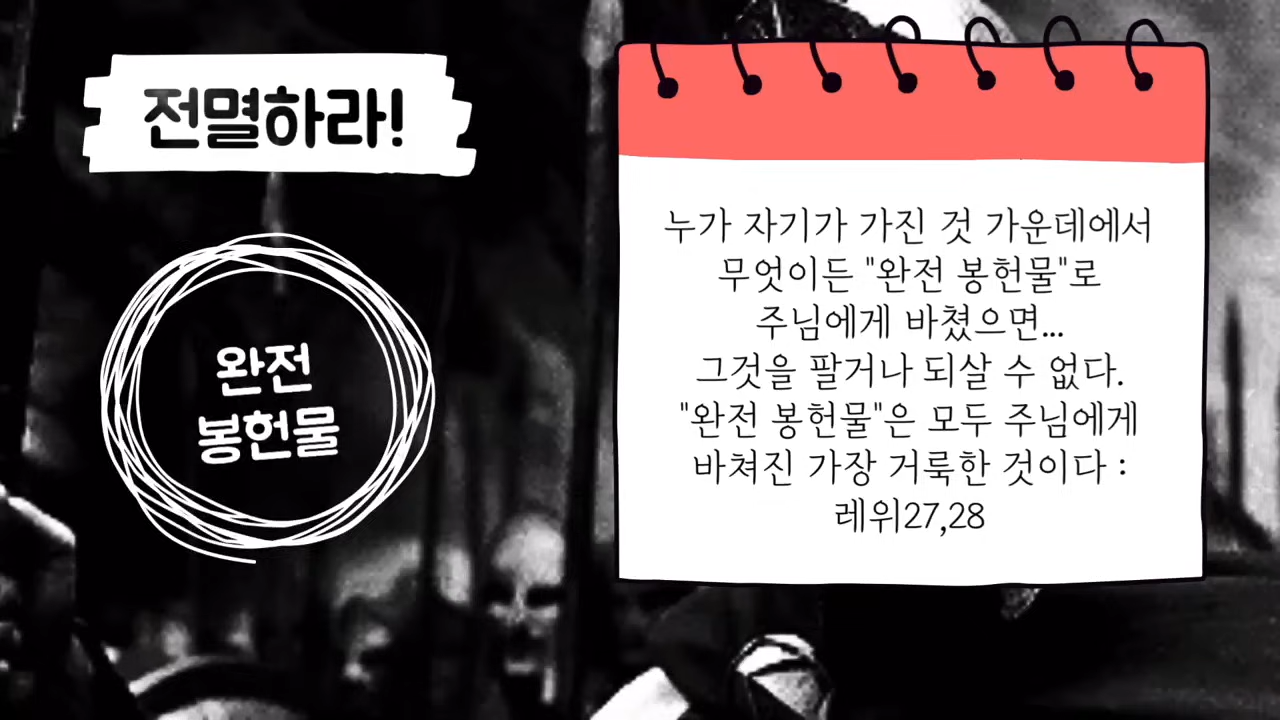 전멸하라!
완전
봉헌물
누가 자기가 가진 것 가운데에서
무엇이든 "완전 봉헌물"로
주님에게 바쳤으면...
그것을 팔거나 되살 수 없다.
"완전 봉헌물"은 모두 주님에게
바쳐진 가장 거룩한 것이다 :
레위27,28